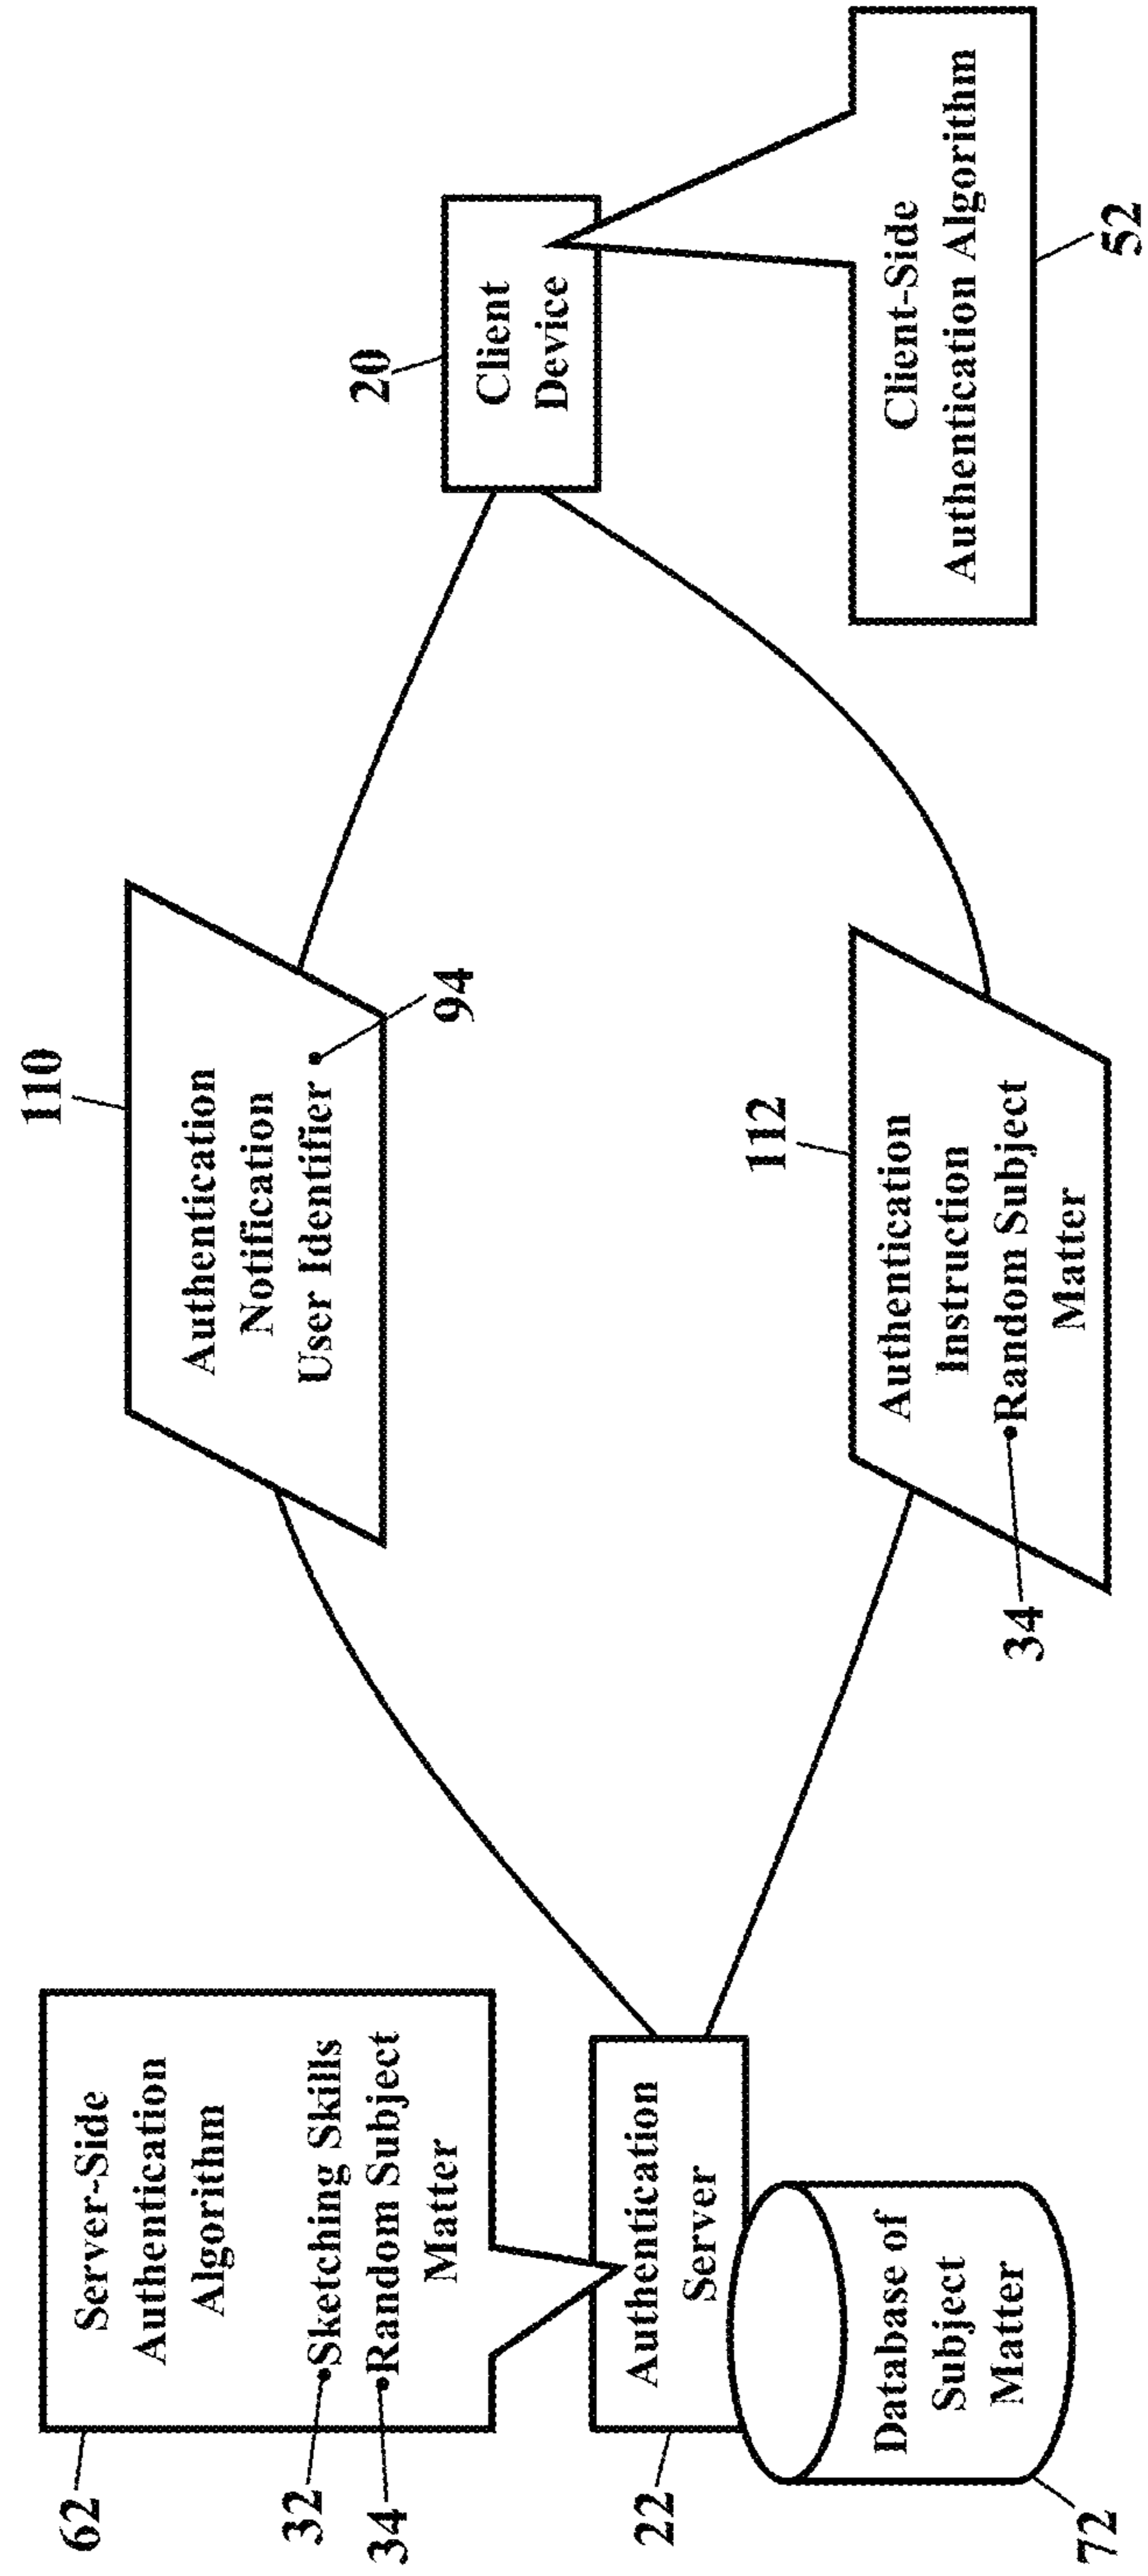 62
Server-Side
Authentication
Algorithm
32
Sketching Skills
34
Random Subject
Matter
22
Authentication
Server
Database of
Subject
Matter
72
110
Authentication
Notification
User Identifier
94
112
Authentication
Instruction
34
Random Subject
Matter
20
Client
Device
Client-Side
Authentication Algorithm
52